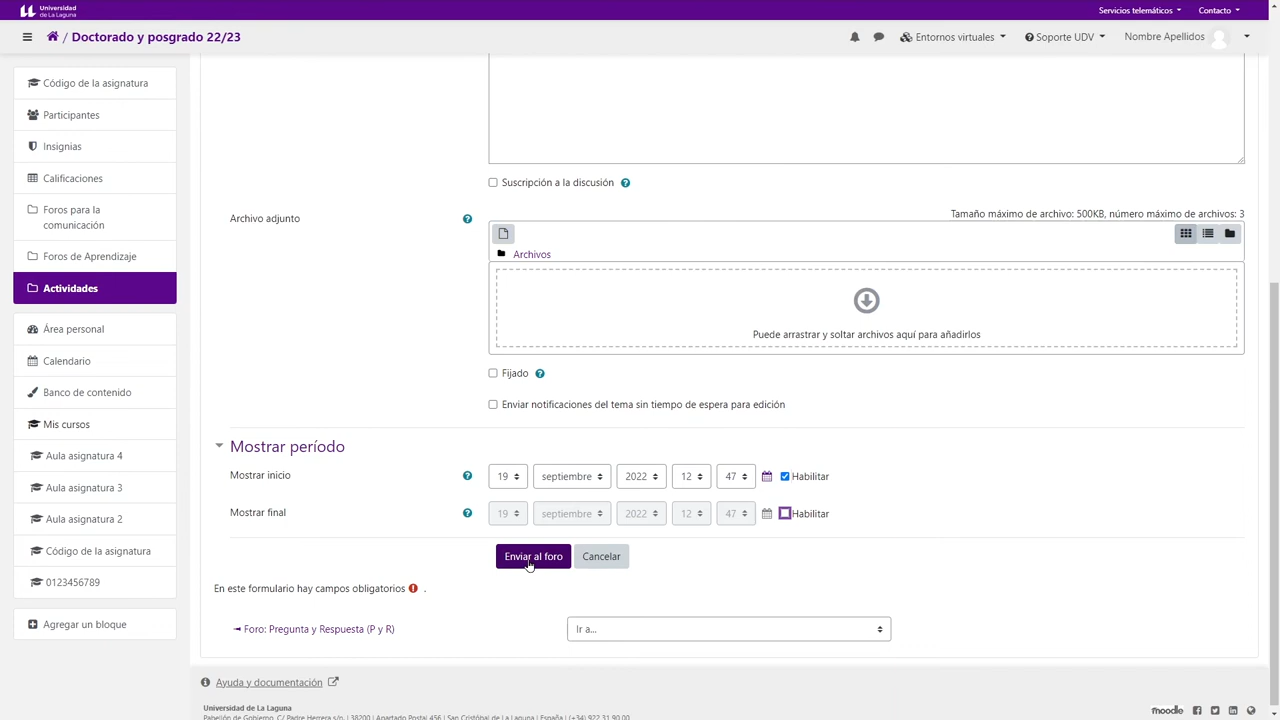 Universidad
de La Laguna
Servicios telemáticos
Contacto
/ Doctorado y posgrado 22/23
Entornos virtuales
Soporte UDV
Nombre Apellidos
Código de la asignatura
Participantes
Insignias
Calificaciones
Foros para la
comunicación
Foros de Aprendizaje
Actividades
Área personal
Calendario
Banco de contenido
Mis cursos
Aula asignatura 4
Aula asignatura 3
Aula asignatura 2
Código de la asignatura
0123456789
Agregar un bloque
Suscripción a la discusión
Archivo adjunto
Tamaño máximo de archivo: 500KB, número máximo de archivos: 3
Archivos
Puede arrastrar y soltar archivos aquí para añadirlos
Fijado
Enviar notificaciones del tema sin tiempo de espera para edición
Mostrar período
Mostrar inicio
19 septiembre 2022 12 47 Habilitar
Mostrar final
19 septiembre 2022 12 47 Habilitar
Enviar al foro
Cancelar
En este formulario hay campos obligatorios .
◄ Foro: Pregunta y Respuesta (P y R)
Ir a...
Ayuda y documentación
Universidad de La Laguna
Pabellón de Gobierno, C/ Padre Herrera s/n. | 38200 | Apartado Postal 456 | San Cristóbal de La Laguna | España | (+34) 922 31 90 00
moodle